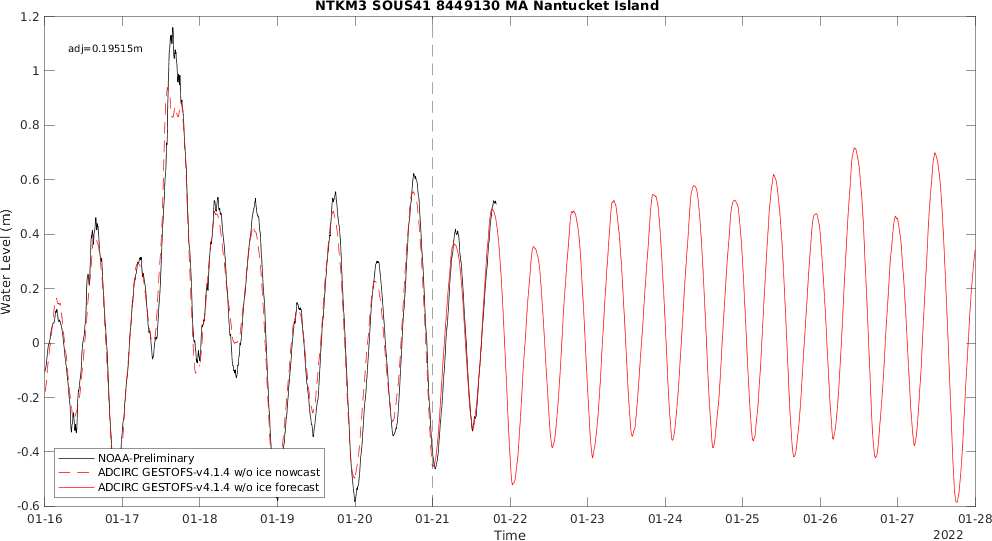 NTKM3 SOUS41 8449130 MA Nantucket Island
adj=0.19515m
1.2
1
0.8
0.6
0.4
0.2
0
-0.2
-0.4
-0.6
Water Level (m)
NOAA-Preliminary
ADCIRC GESTOFS-v4.1.4 w/o ice nowcast
ADCIRC GESTOFS-v4.1.4 w/o ice forecast
01-16 01-17 01-18 01-19 01-20 01-21 01-22 01-23 01-24 01-25 01-26 01-27 01-28
Time
2022